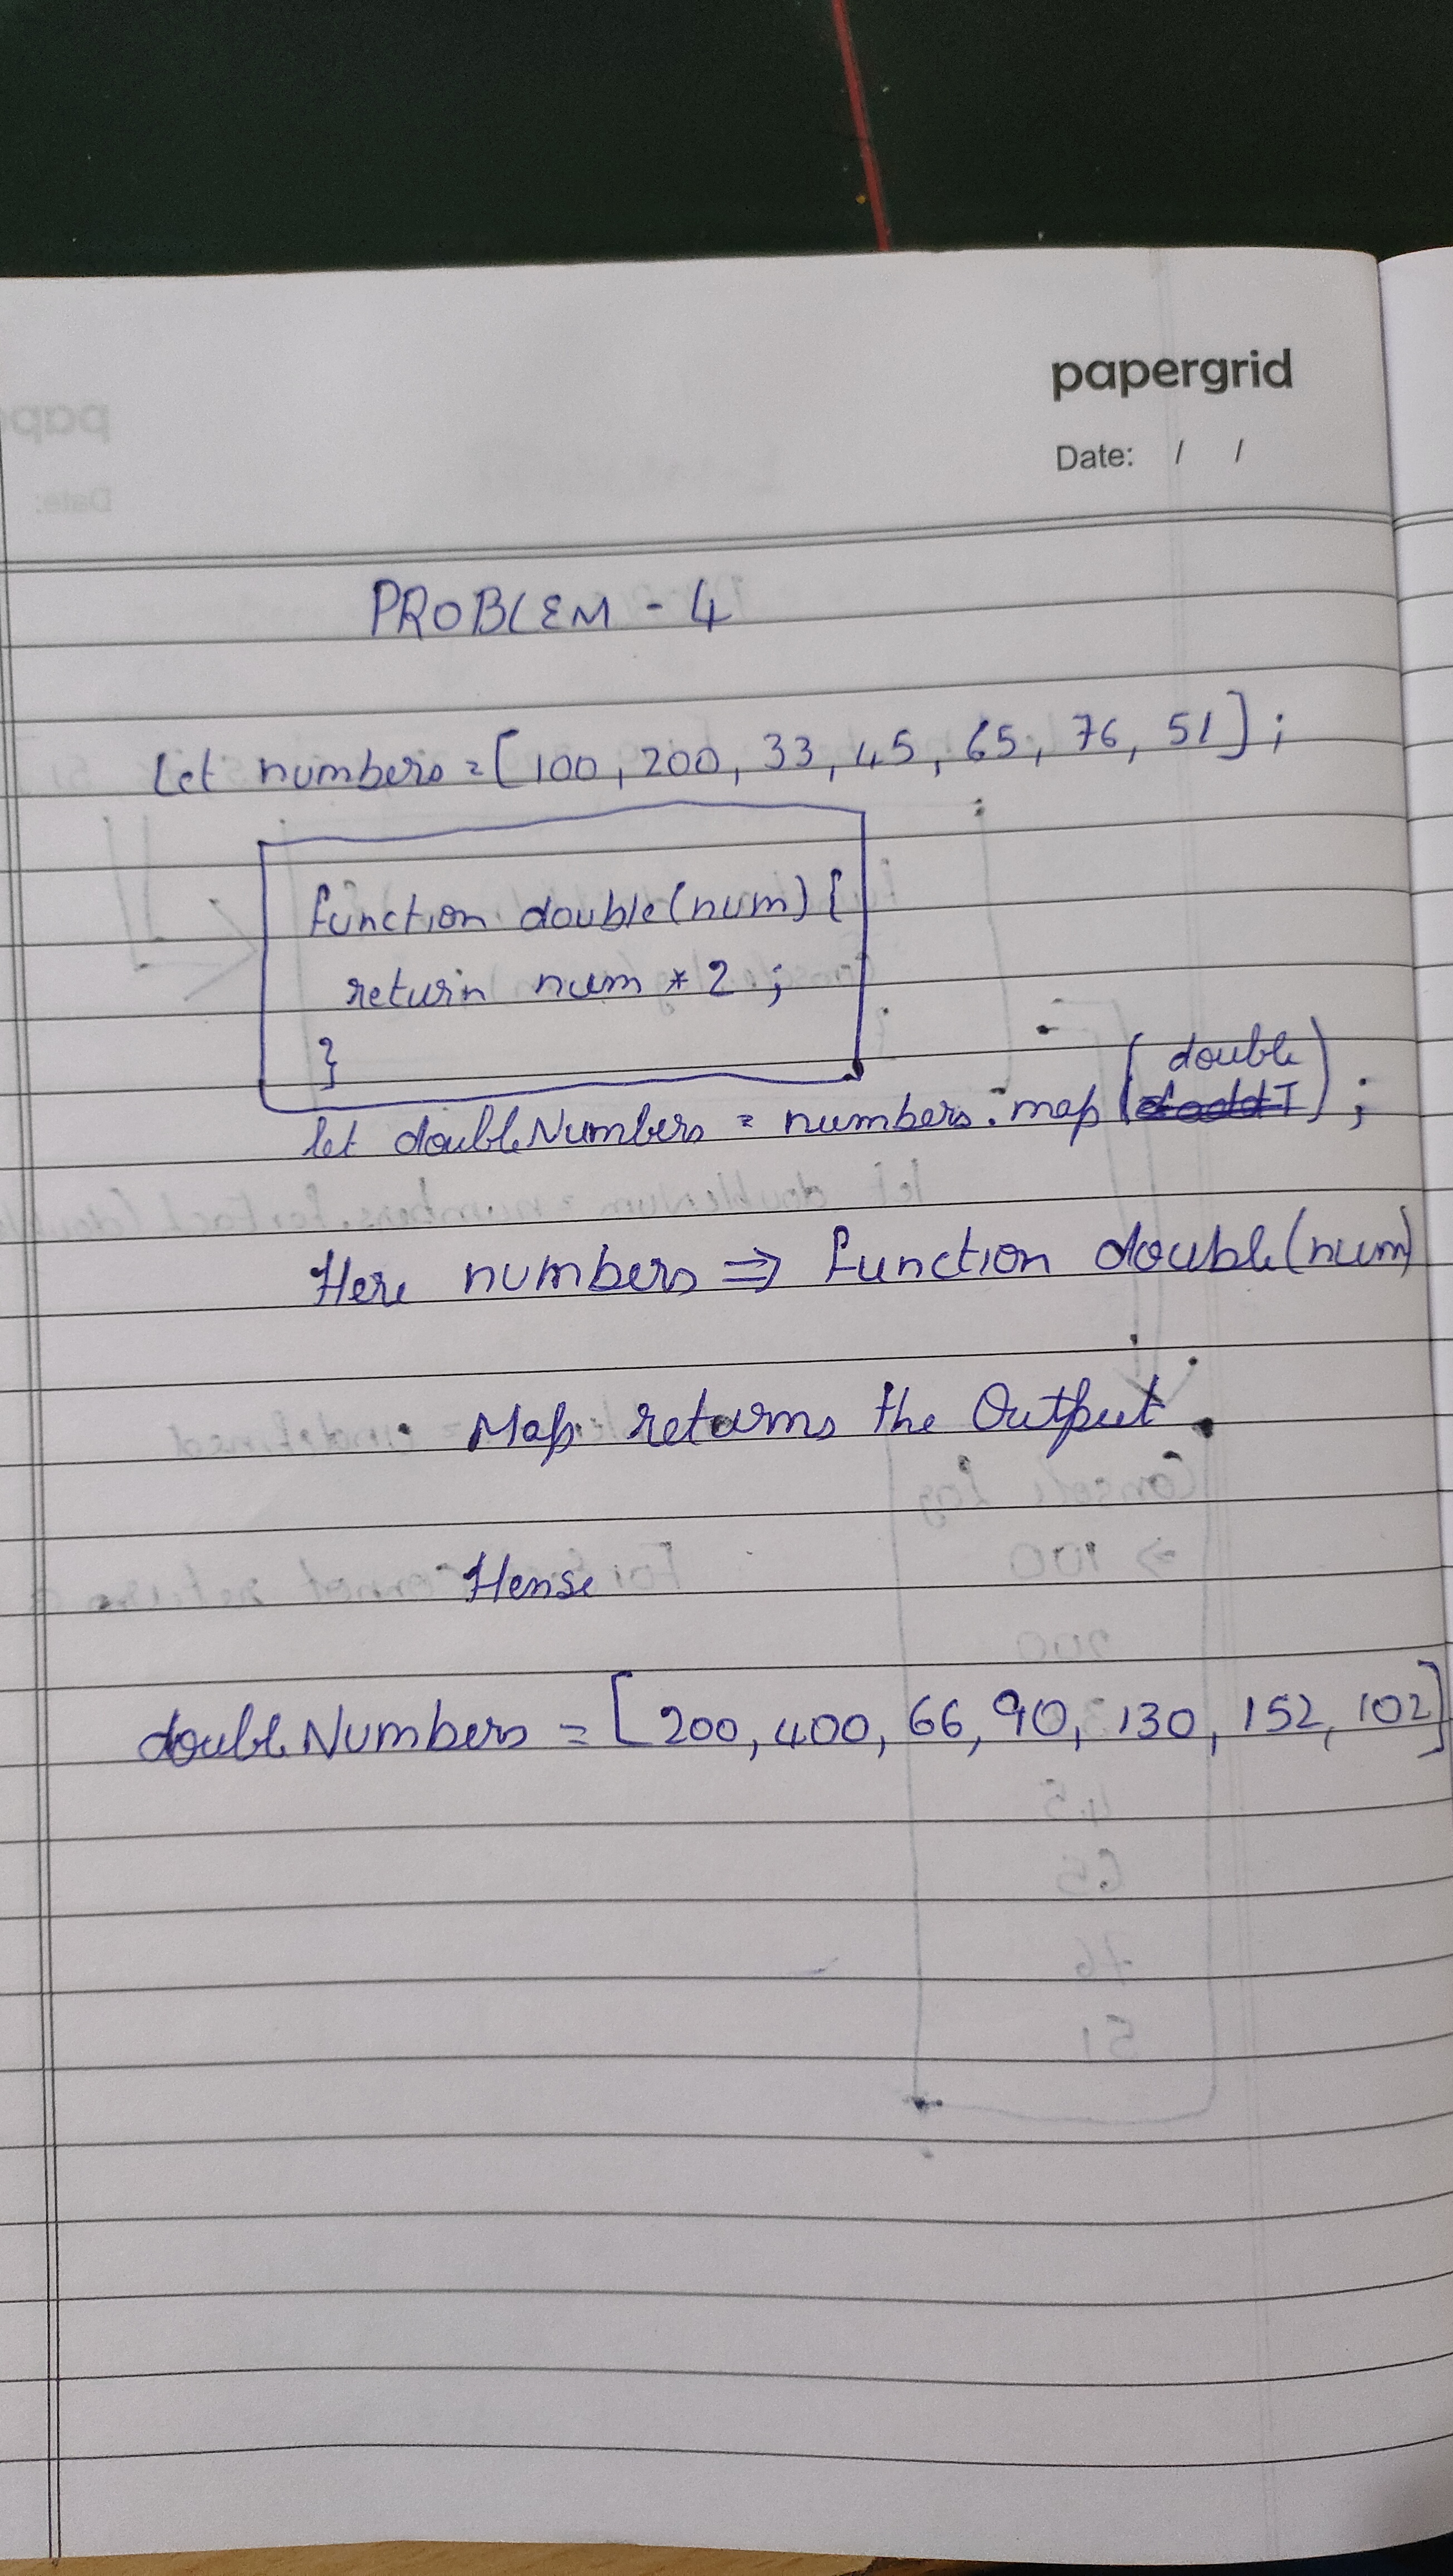 papergrid
Date: / /
PROBLEM - 4
Let numbers = [100, 200, 33, 45, 65, 76, 51];
function double(num) {
return num * 2 ;
}
double
let doubleNumbers = numbers.map( );
Here numbers ⇒ function double(num)
Map returns the Output.
Hense
doubleNumbers = [200, 400, 66, 90, 130, 152, 102]